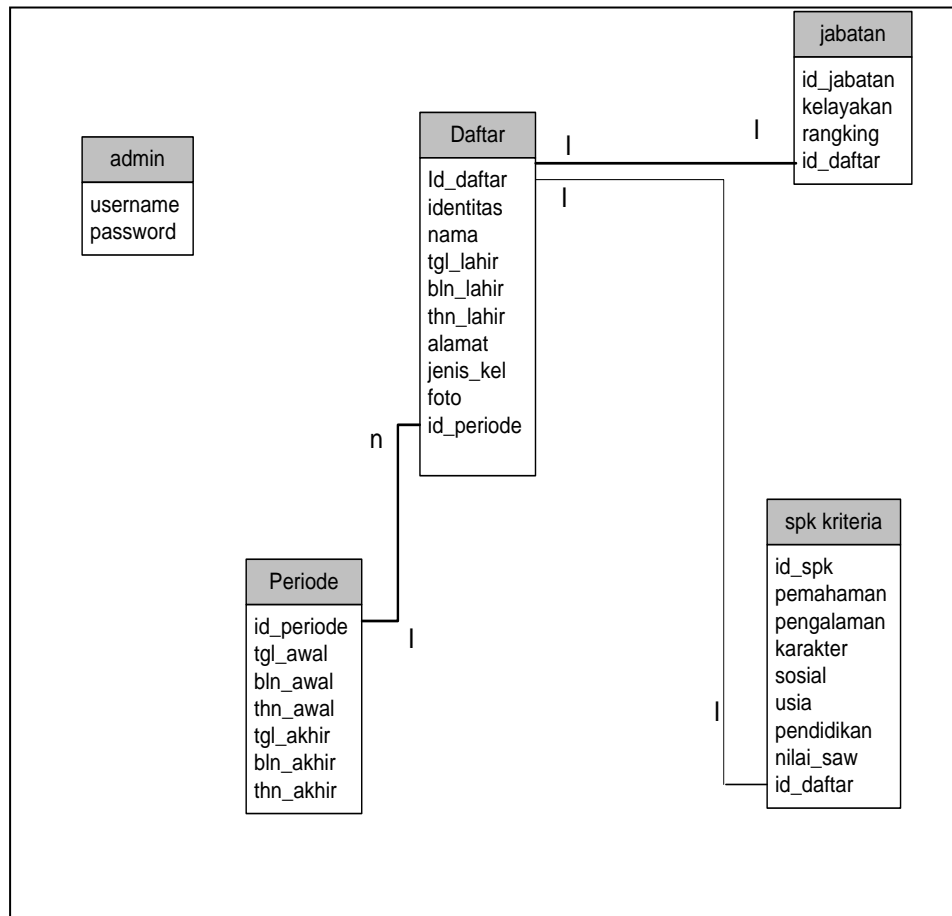 jabatan
id_jabatan
kelayakan
rangking
id_daftar
admin
username
password
Daftar
Id_daftar
identitas
nama
tgl_lahir
bln_lahir
thn_lahir
alamat
jenis_kel
foto
id_periode
I
I
I
n
Periode
id_periode
tgl_awal
bln_awal
thn_awal
tgl_akhir
bln_akhir
thn_akhir
I
spk kriteria
id_spk
pemahaman
pengalaman
karakter
sosial
usia
pendidikan
nilai_saw
id_daftar
I